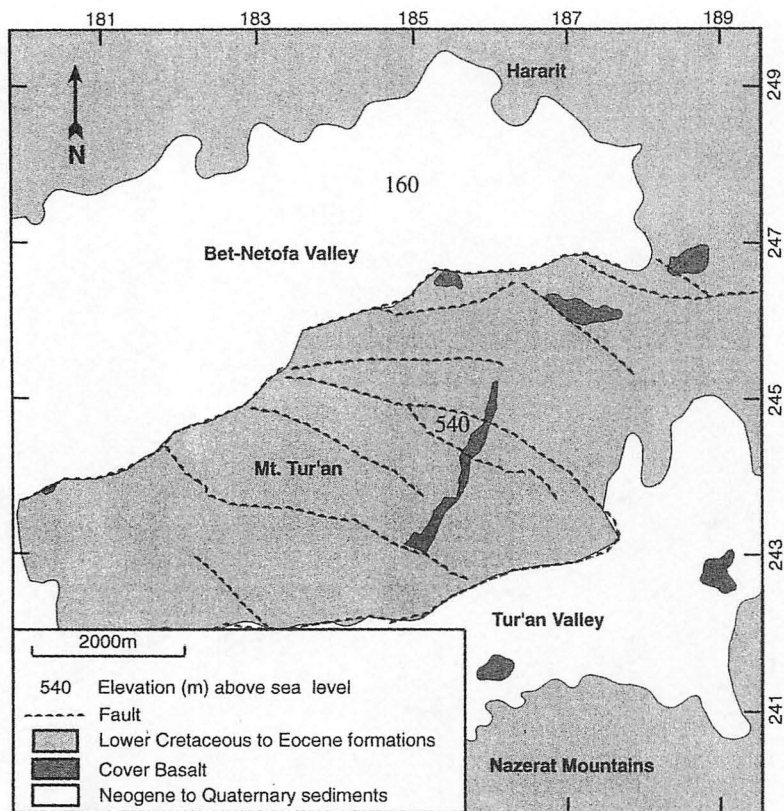 181 183 185 187 189
Hararit
249
N
160
247
Bet-Netofa Valley
245
540
Mt. Tur'an
243
Tur'an Valley
2000m
540 Elevation (m) above sea level
241
Fault
Lower Cretaceous to Eocene formations
Cover Basalt
Nazerat Mountains
Neogene to Quaternary sediments